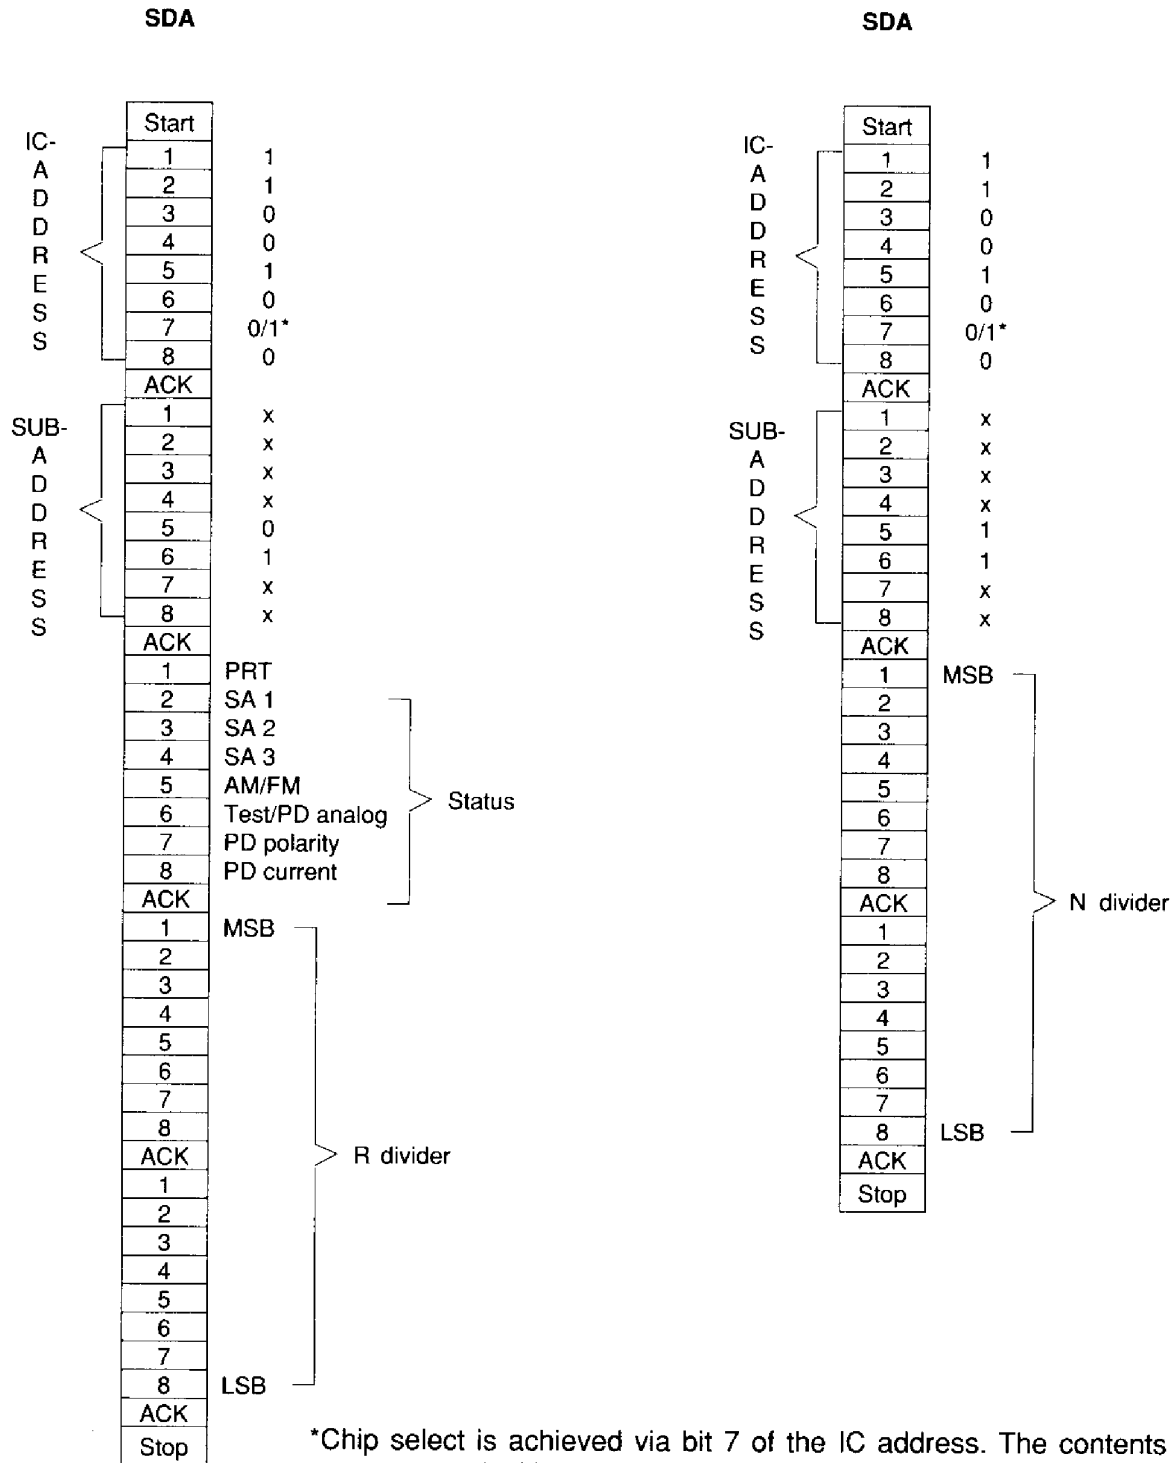 SDA
Start
IC-
A
D
D
R
E
S
S
1 1
2 1
3 0
4 0
5 1
6 0
7 0/1*
8 0
ACK
SUB-
A
D
D
R
E
S
S
1 x
2 x
3 x
4 x
5 0
6 1
7 x
8 x
ACK
1 PRT
2 SA 1
3 SA 2
4 SA 3
5 AM/FM
6 Test/PD analog
7 PD polarity
8 PD current
Status
ACK
1 MSB
2
3
4
5
6
7
8
ACK
R divider
1
2
3
4
5
6
7
8 LSB
ACK
Stop
SDA
Start
IC-
A
D
D
R
E
S
S
1 1
2 1
3 0
4 0
5 1
6 0
7 0/1*
8 0
ACK
SUB-
A
D
D
R
E
S
S
1 x
2 x
3 x
4 x
5 1
6 1
7 x
8 x
ACK
1 MSB
2
3
4
5
6
7
8
ACK
N divider
1
2
3
4
5
6
7
8 LSB
ACK
Stop
*Chip select is achieved via bit 7 of the IC address. The contents